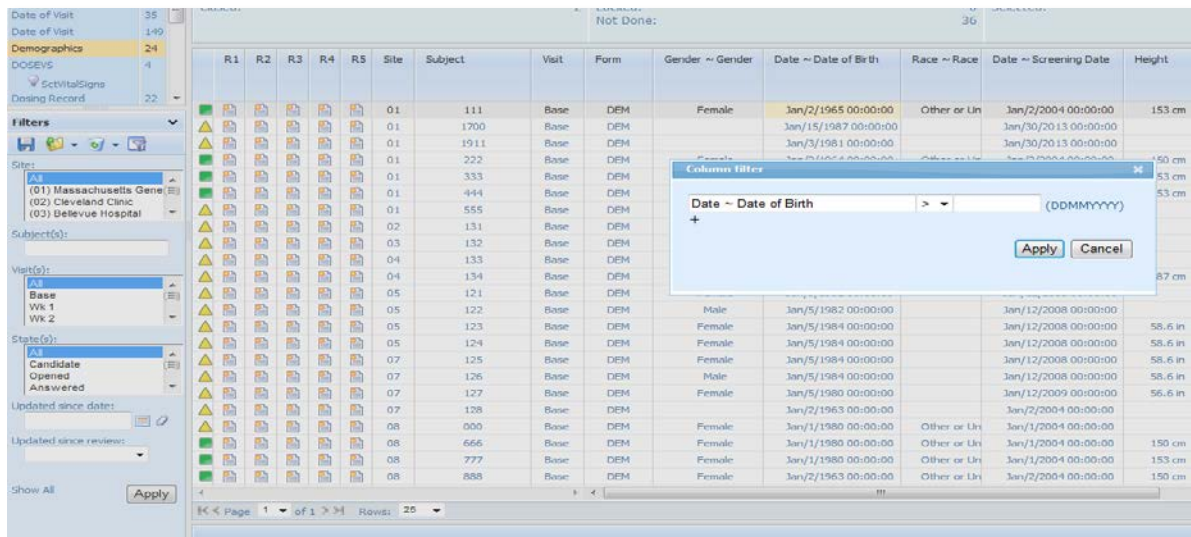 Date of Visit 35
Date of Visit 149
Demographics 24
DOSEVS 4
SctVitalSigns
Dosing Record 22
Filters
Site:
All
(01) Massachusetts Gene
(02) Cleveland Clinic
(03) Bellevue Hospital
Subject(s):
Visit(s):
All
Base
Wk 1
Wk 2
State(s):
All
Candidate
Opened
Answered
Updated since date:
Updated since review:
Show All Apply
2 0
Not Done: 36
R1 R2 R3 R4 R5 Site Subject Visit Form Gender ~ Gender Date ~ Date of Birth Race ~ Race Date ~ Screening Date Height
01 111 Base DEM Female Jan/2/1965 00:00:00 Other or Un Jan/2/2004 00:00:00 153 cm
01 1700 Base DEM Jan/15/1987 00:00:00 Jan/30/2013 00:00:00
01 1911 Base DEM Jan/3/1981 00:00:00 Jan/30/2013 00:00:00
01 222 Base DEM 150 cm
01 333 Base DEM 53 cm
01 444 Base DEM 53 cm
01 555 Base DEM
02 131 Base DEM
03 132 Base DEM
04 133 Base DEM
04 134 Base DEM 87 cm
05 121 Base DEM
05 122 Base DEM Male Jan/5/1982 00:00:00 Jan/12/2008 00:00:00
05 123 Base DEM Female Jan/5/1984 00:00:00 Jan/12/2008 00:00:00 58.6 in
05 124 Base DEM Female Jan/5/1984 00:00:00 Jan/12/2008 00:00:00 58.6 in
07 125 Base DEM Female Jan/5/1984 00:00:00 Jan/12/2008 00:00:00 58.6 in
07 126 Base DEM Male Jan/5/1984 00:00:00 Jan/12/2008 00:00:00 58.6 in
07 127 Base DEM Female Jan/5/1980 00:00:00 Jan/12/2009 00:00:00 56.6 in
07 128 Base DEM Jan/2/1963 00:00:00 Jan/2/2004 00:00:00
08 000 Base DEM Female Jan/1/1980 00:00:00 Other or Un Jan/1/2004 00:00:00
08 666 Base DEM Female Jan/1/1980 00:00:00 Other or Un Jan/1/2004 00:00:00 150 cm
08 777 Base DEM Female Jan/1/1980 00:00:00 Other or Un Jan/1/2004 00:00:00 153 cm
08 888 Base DEM Female Jan/2/1963 00:00:00 Other or Un Jan/2/2004 00:00:00 150 cm
Page 1 of 1 Rows: 25
Column filter
Date ~ Date of Birth > (DDMMYYYY)
+
Apply Cancel